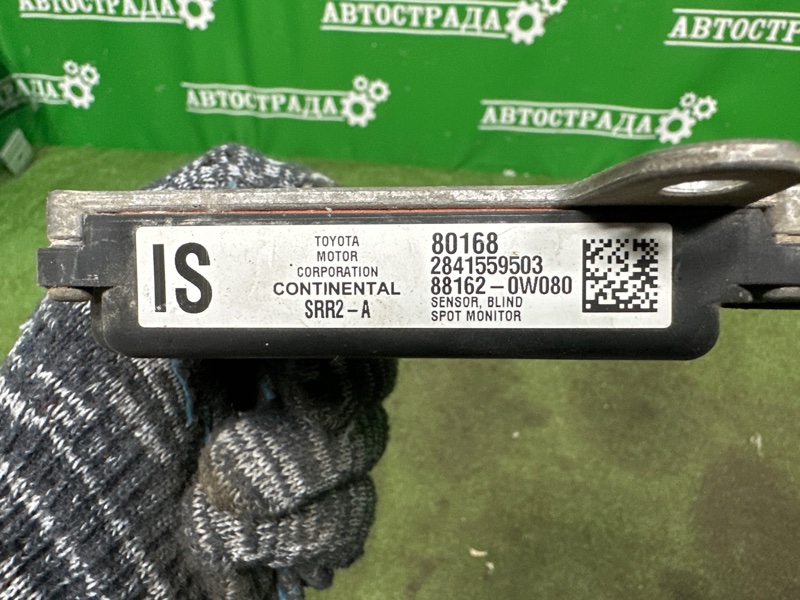 АВТОСТРАДА
АВТОСТРАДА
АВТОСТРАДА
АВТОСТРАДА
АВТОСТРАДА
АВТОСТРАДА
IS
TOYOTA
MOTOR
CORPORATION
CONTINENTAL
SRR2-A
80168
2841559503
88162-0W080
SENSOR, BLIND
SPOT MONITOR